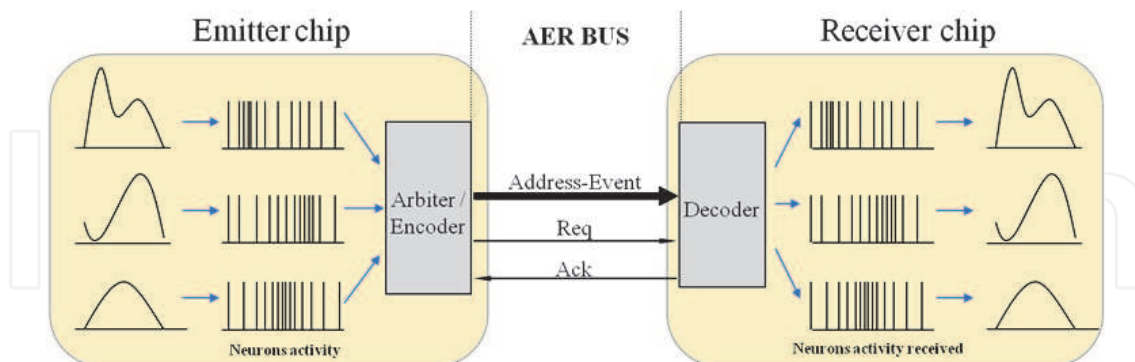 Emitter chip
AER BUS
Receiver chip
Arbiter /
Encoder
Address-Event
Req
Ack
Decoder
Neurons activity
Neurons activity received